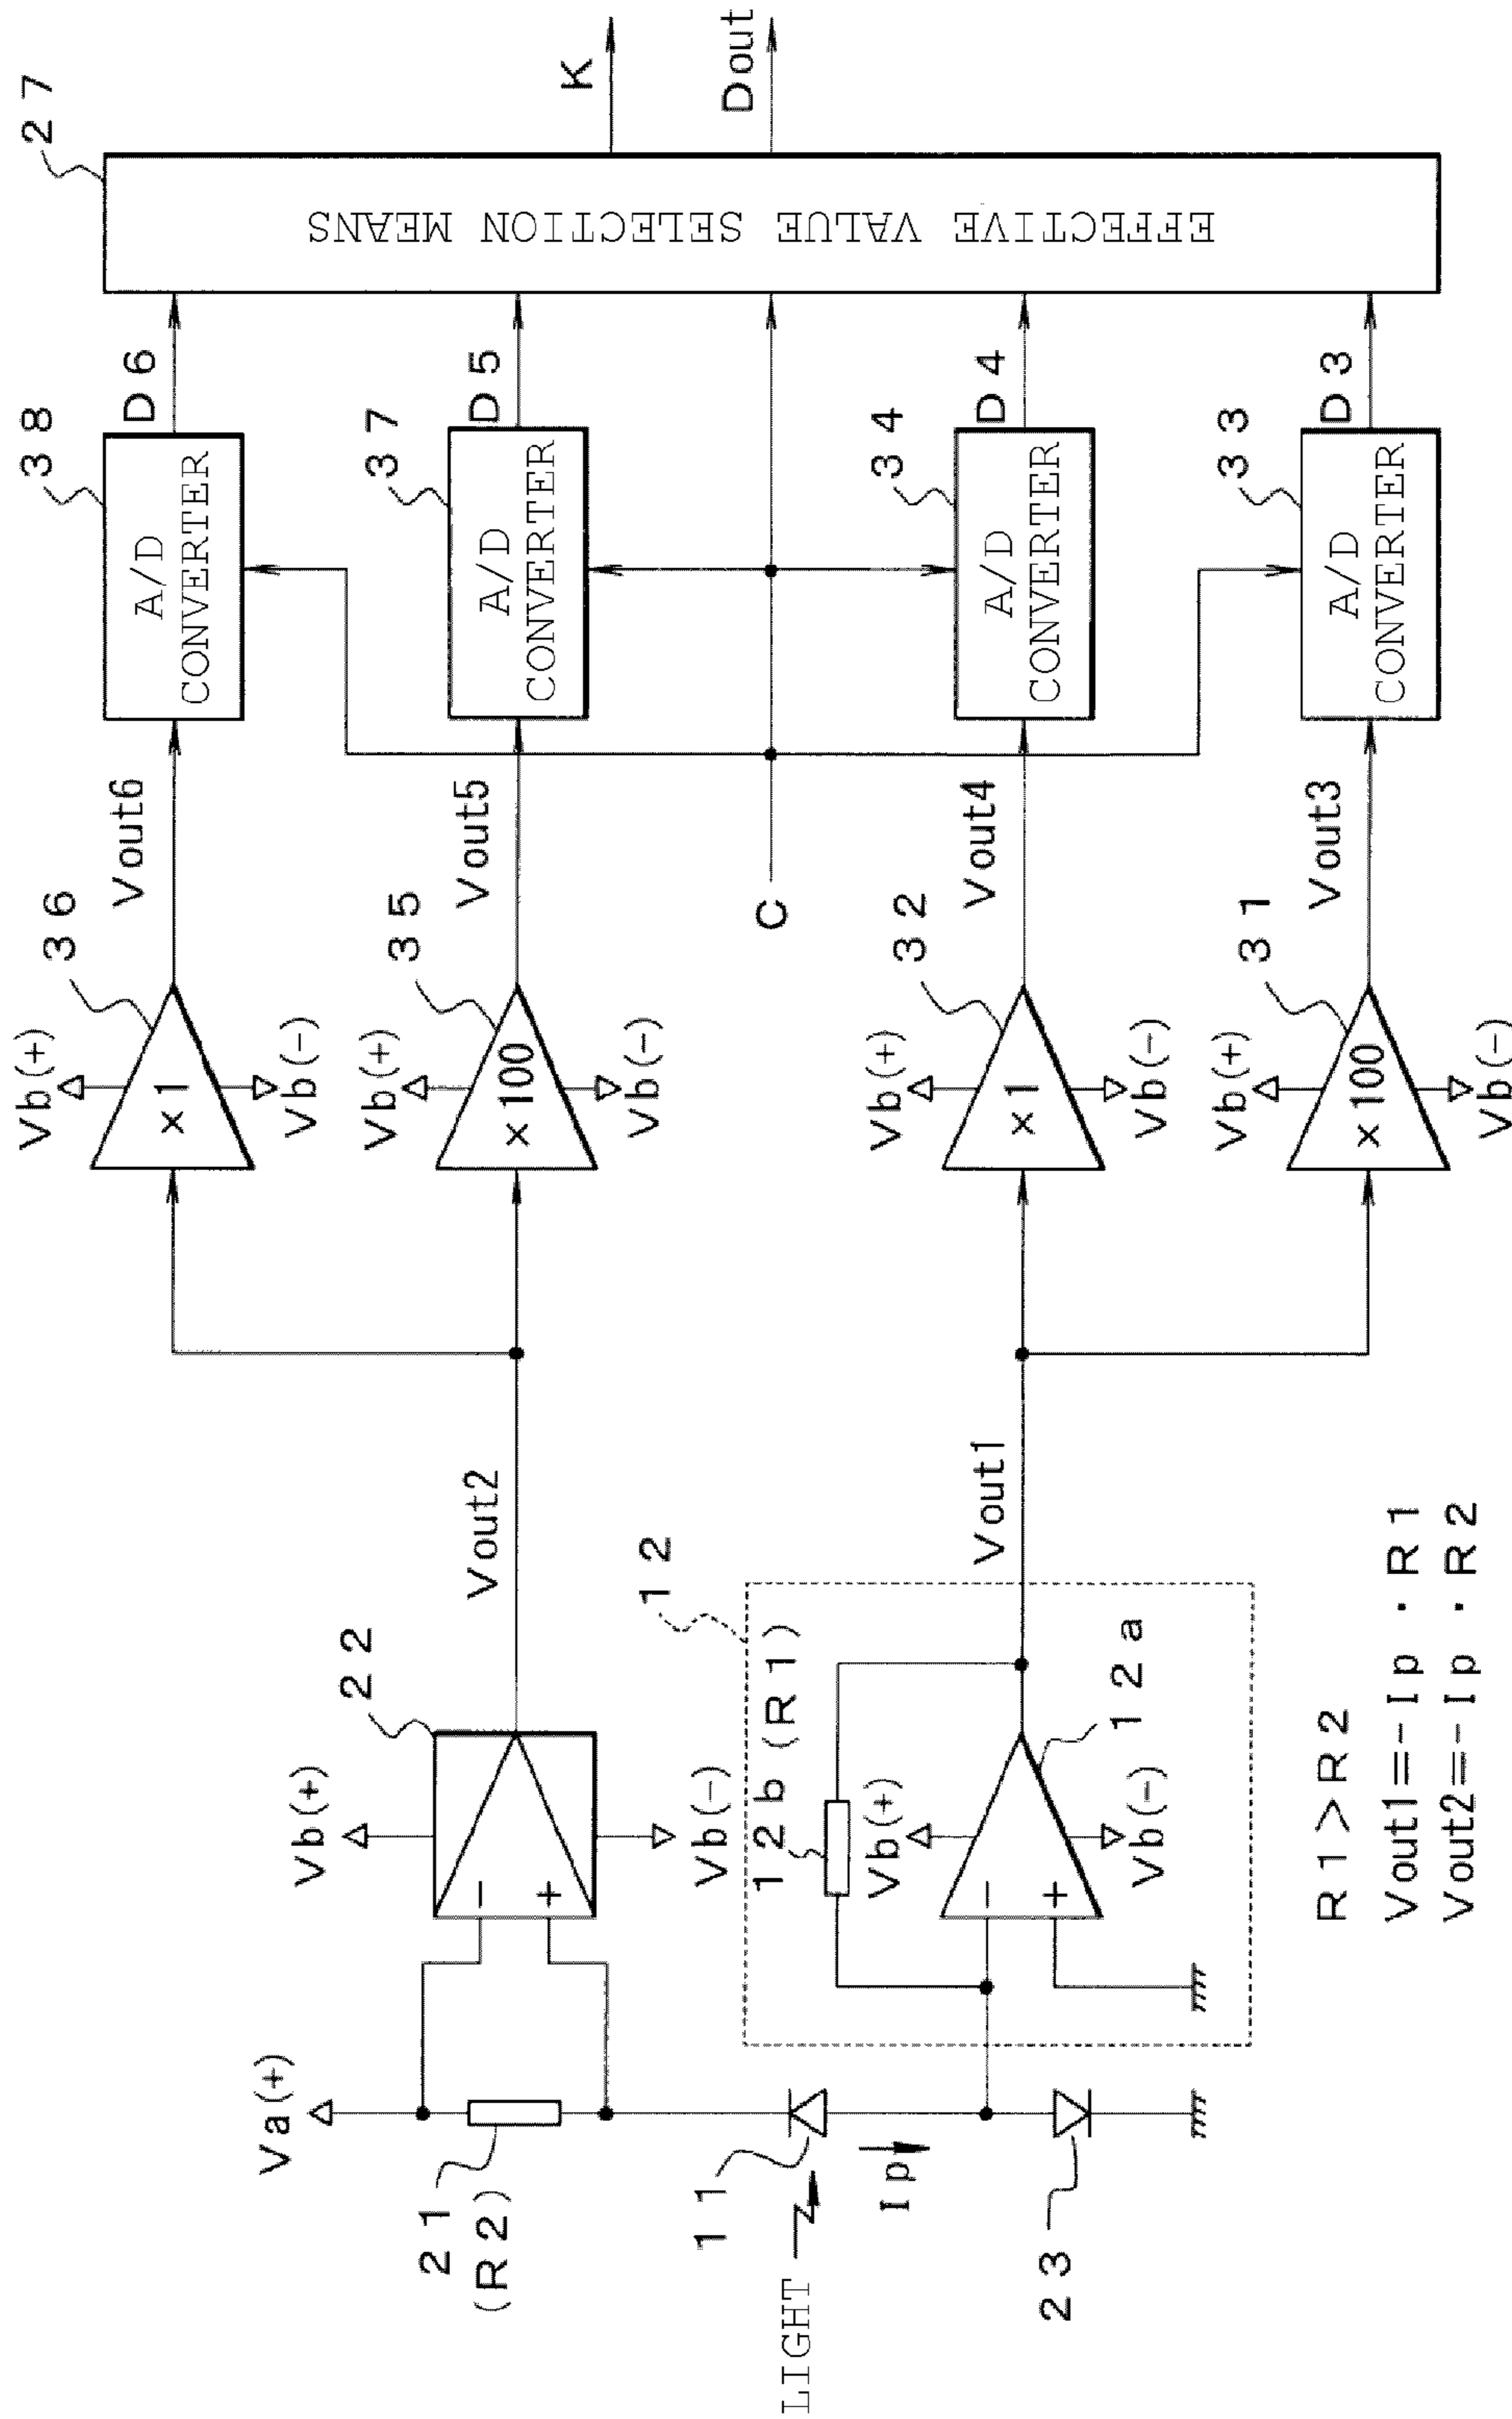 Va(+)
21
(R2)
LIGHT
11
Ip
23
Vb(+)
22
-
+
Vb(-)
Vout2
12
12b (R1)
Vb(+)
-
+
Vb(-)
12a
Vout1
R1>R2
Vout1=-Ip・R1
Vout2=-Ip・R2
Vb(+)
36
×1
Vb(-)
Vout6
Vb(+)
35
×100
Vb(-)
Vout5
C
Vb(+)
32
×1
Vb(-)
Vout4
Vb(+)
31
×100
Vb(-)
Vout3
38
A/D
CONVERTER
D6
37
A/D
CONVERTER
D5
34
A/D
CONVERTER
D4
33
A/D
CONVERTER
D3
27
EFFECTIVE VALUE SELECTION MEANS
K
Dout